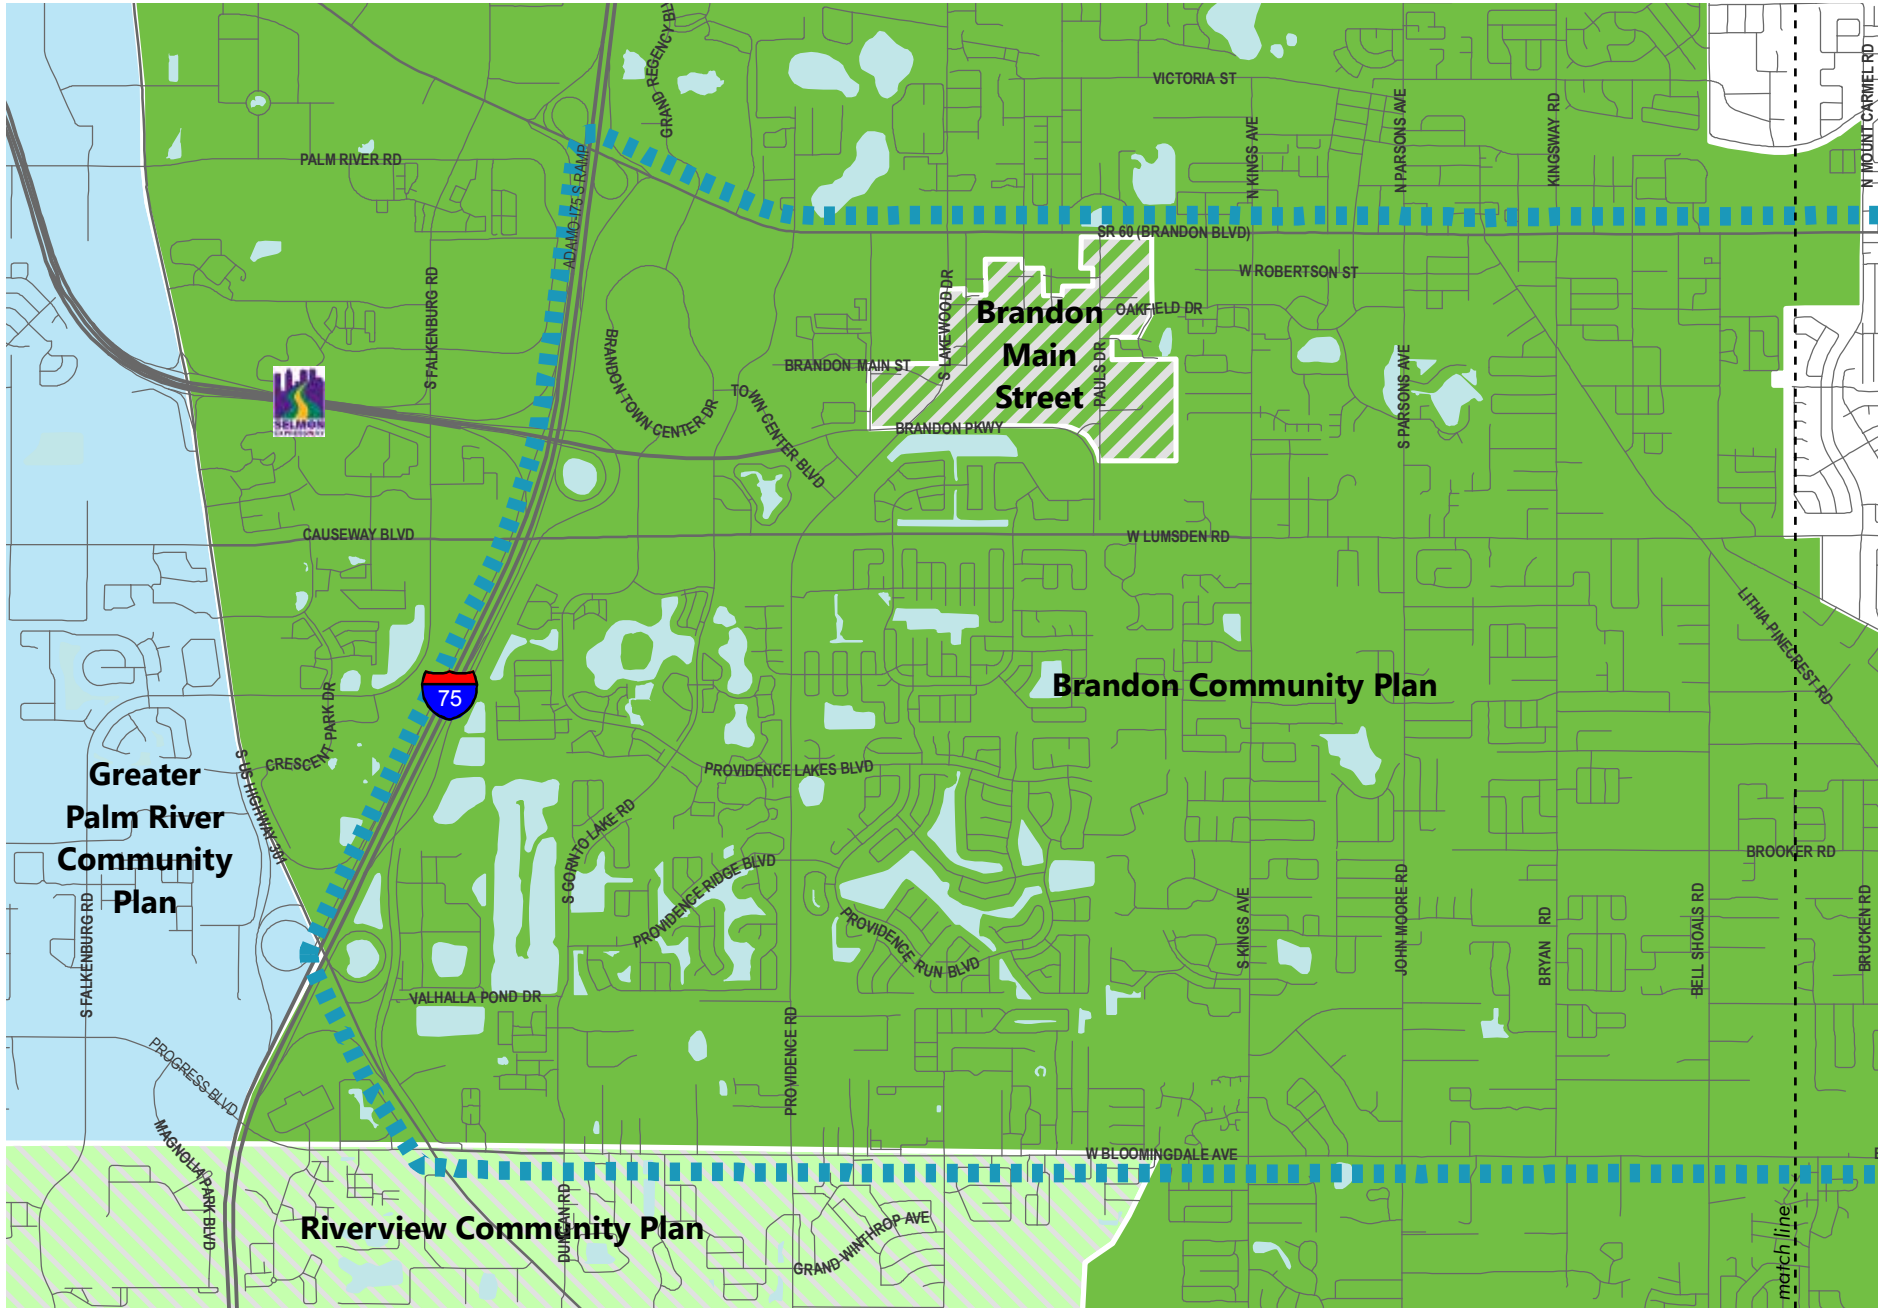 GRAND REGENCY BLV
VICTORIA ST
N MOUNT CARMEL RD
N KINGS AVE
N PARSONS AVE
KINGSWAY RD
PALM RIVER RD
ADAMO-I75 S RAMP
SR 60 (BRANDON BLVD)
W ROBERTSON ST
S FALKENBURG RD
S LAKEWOOD DR
Brandon
Main
Street
OAKFIELD DR
PAULS DR
BRANDON MAIN ST
BRANDON TOWN CENTER DR
TOWN CENTER BLVD
BRANDON PKWY
S PARSONS AVE
SELMON
CAUSEWAY BLVD
W LUMSDEN RD
LITHIA PINECREST RD
75
Brandon Community Plan
CRESCENT PARK DR
S US HIGHWAY 301
Greater
Palm River
Community
Plan
PROVIDENCE LAKES BLVD
S GORNTO LAKE RD
PROVIDENCE RIDGE BLVD
PROVIDENCE RUN BLVD
BROOKER RD
S FALKENBURG RD
S KINGS AVE
JOHN MOORE RD
BRYAN RD
BELL SHOALS RD
BRUCKEN RD
VALHALLA POND DR
PROVIDENCE RD
PROGRESS BLVD
MAGNOLIA PARK BLVD
W BLOOMINGDALE AVE
E
Riverview Community Plan
DUNCAN RD
GRAND WINTHROP AVE
match line